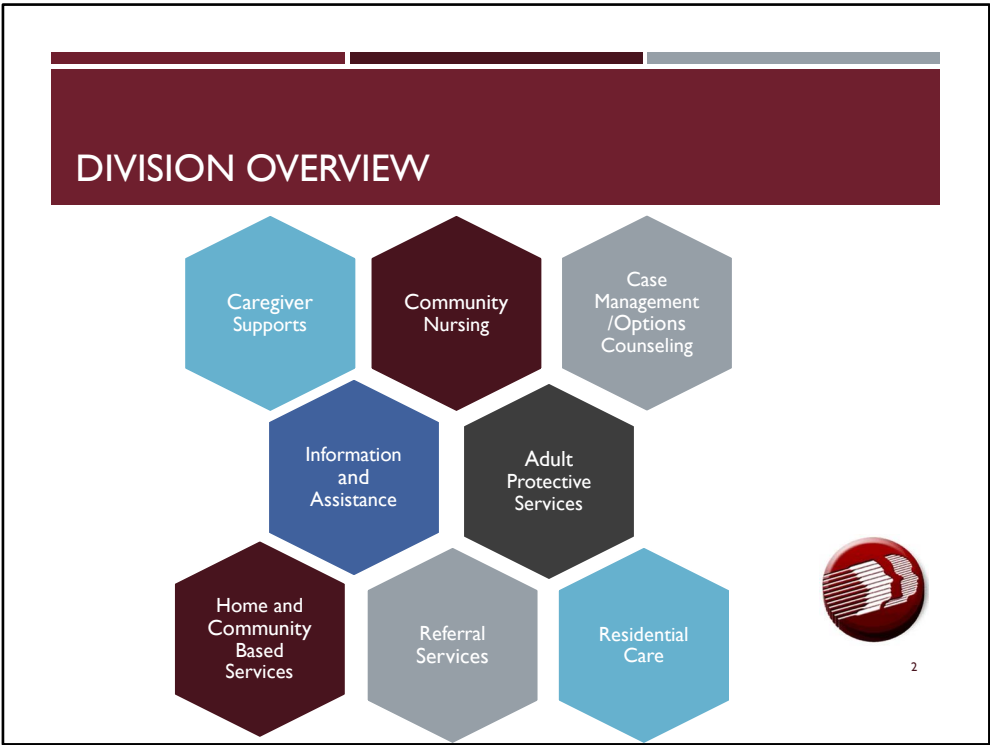 DIVISION OVERVIEW
Caregiver
Supports
Community
Nursing
Case
Management
/Options
Counseling
Information
and
Assistance
Adult
Protective
Services
Home and
Community
Based
Services
Referral
Services
Residential
Care
2